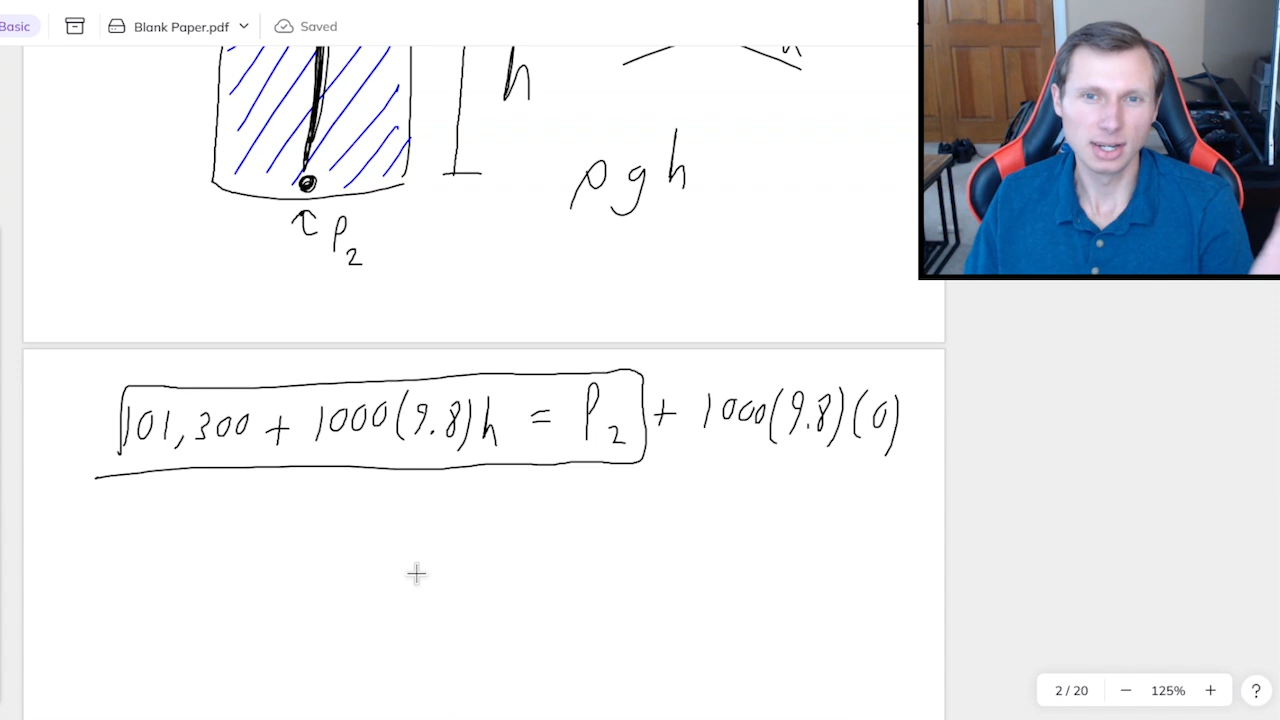 Basic Blank Paper.pdf Saved
h
ρ g h
P2
101,300 + 1000(9.8)h = P2 + 1000(9.8)(0)
2 / 20 − 125% + ?